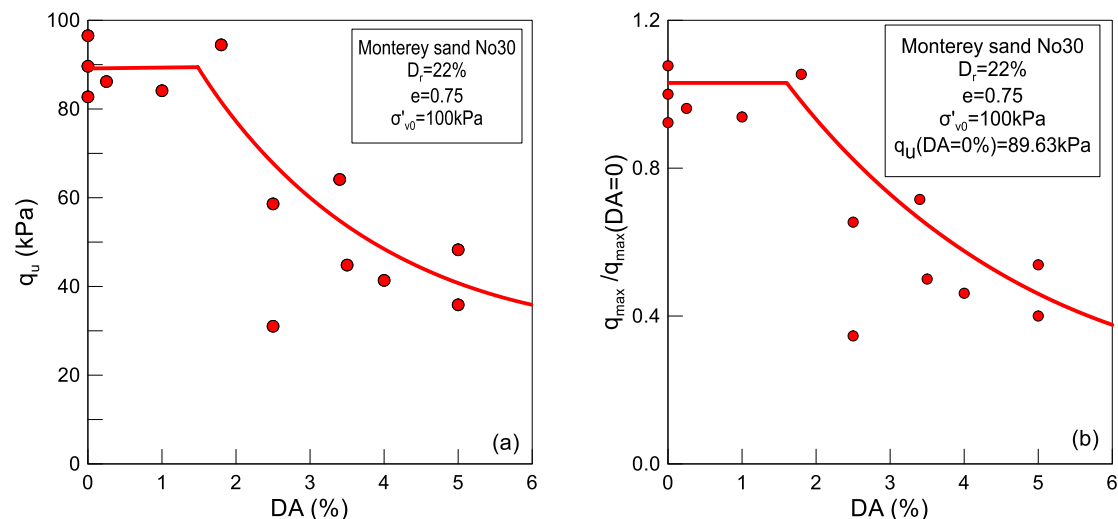 100
80
60
40
20
0
q_u (kPa)
0 1 2 3 4 5 6
DA (%)
Monterey sand No30
D_r=22%
e=0.75
σ'_v0=100kPa
(a)
1.2
0.8
0.4
0.0
q_max /q_max(DA=0)
0 1 2 3 4 5 6
DA (%)
Monterey sand No30
D_r=22%
e=0.75
σ'_v0=100kPa
q_u(DA=0%)=89.63kPa
(b)